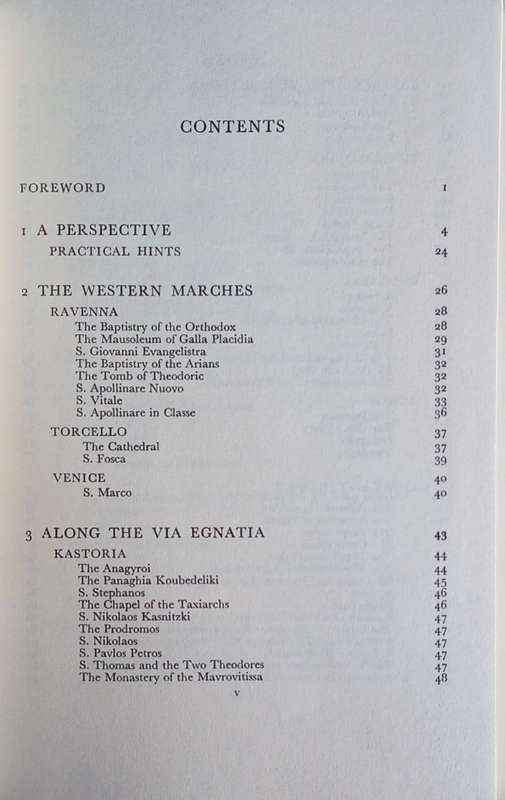 CONTENTS
FOREWORD 1
1 A PERSPECTIVE 4
PRACTICAL HINTS 24
2 THE WESTERN MARCHES 26
RAVENNA 28
The Baptistry of the Orthodox 28
The Mausoleum of Galla Placidia 29
S. Giovanni Evangelistra 31
The Baptistry of the Arians 32
The Tomb of Theodoric 32
S. Apollinare Nuovo 32
S. Vitale 33
S. Apollinare in Classe 36
TORCELLO 37
The Cathedral 37
S. Fosca 39
VENICE 40
S. Marco 40
3 ALONG THE VIA EGNATIA 43
KASTORIA 44
The Anagyroi 44
The Panaghia Koubedeliki 45
S. Stephanos 46
The Chapel of the Taxiarchs 46
S. Nikolaos Kasnitzki 47
The Prodromos 47
S. Nikolaos 47
S. Pavlos Petros 47
S. Thomas and the Two Theodores 47
The Monastery of the Mavrovitissa 48
v